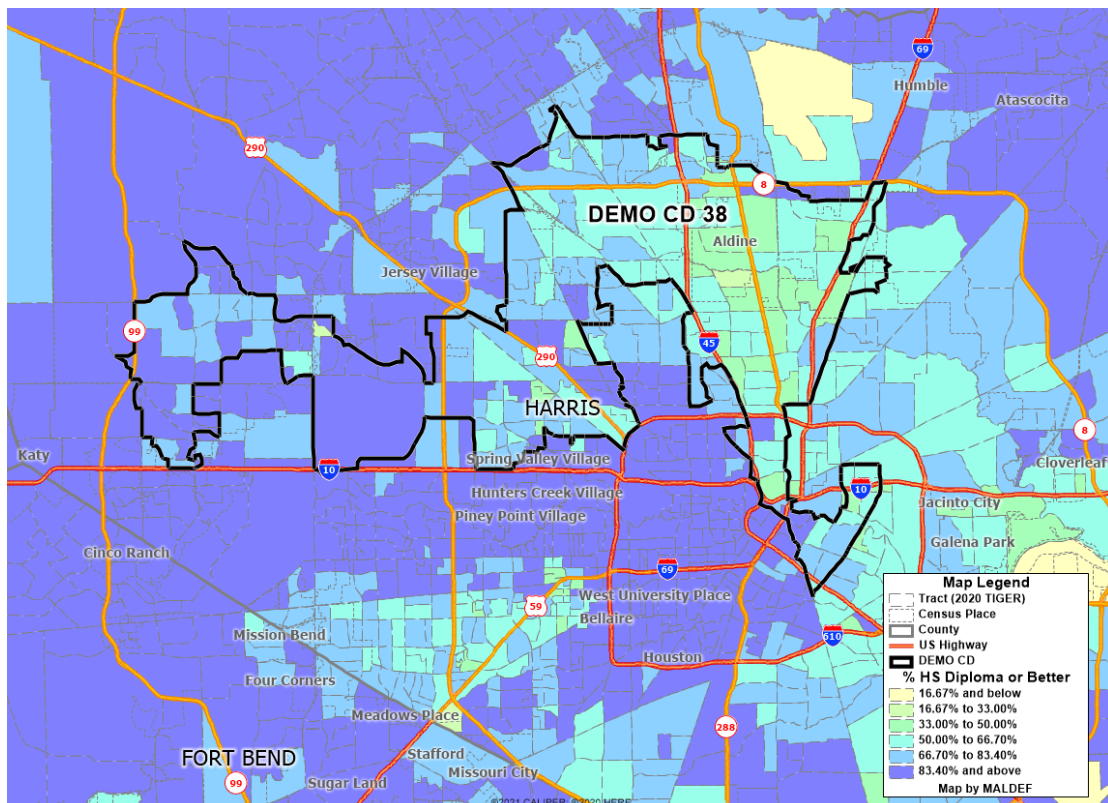 69
Humble
Atascocita
290
8
DEMO CD 38
Aldine
Jersey Village
99
45
290
HARRIS
8
Katy
Spring Valley Village
10
Cloverleaf
Hunters Creek Village
10
Jacinto City
Piney Point Village
Galena Park
Cinco Ranch
69
West University Place
59
Bellaire
Mission Bend
610
Houston
Four Corners
Meadows Place
288
Stafford
FORT BEND
Missouri City
99
Sugar Land
©2021 CALIPER; ©2020 HERE
Map Legend
Tract (2020 TIGER)
Census Place
County
US Highway
DEMO CD
% HS Diploma or Better
16.67% and below
16.67% to 33.00%
33.00% to 50.00%
50.00% to 66.70%
66.70% to 83.40%
83.40% and above
Map by MALDEF